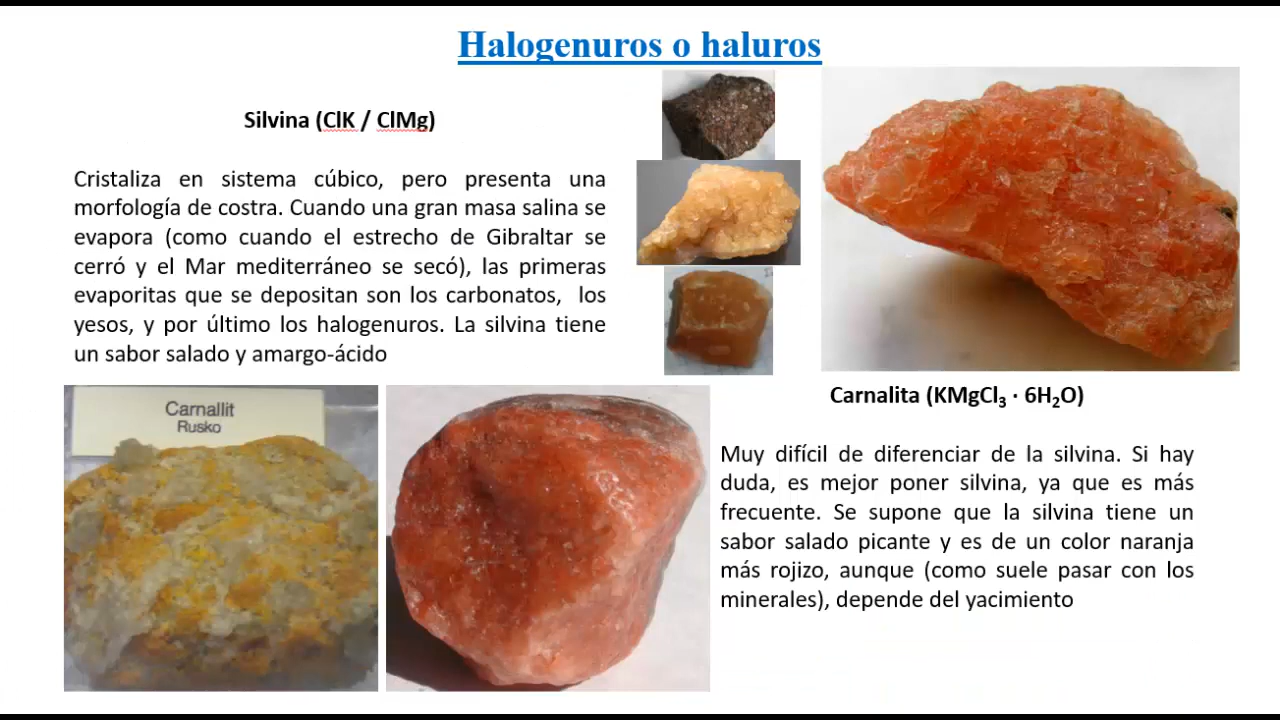 Halogenuros o haluros
Silvina (ClK / ClMg)
Cristaliza en sistema cúbico, pero presenta una
morfología de costra. Cuando una gran masa salina se
evapora (como cuando el estrecho de Gibraltar se
cerró y el Mar mediterráneo se secó), las primeras
evaporitas que se depositan son los carbonatos, los
yesos, y por último los halogenuros. La silvina tiene
un sabor salado y amargo-ácido
Carnallit
Rusko
Carnalita (KMgCl₃ · 6H₂O)
Muy difícil de diferenciar de la silvina. Si hay
duda, es mejor poner silvina, ya que es más
frecuente. Se supone que la silvina tiene un
sabor salado picante y es de un color naranja
más rojizo, aunque (como suele pasar con los
minerales), depende del yacimiento